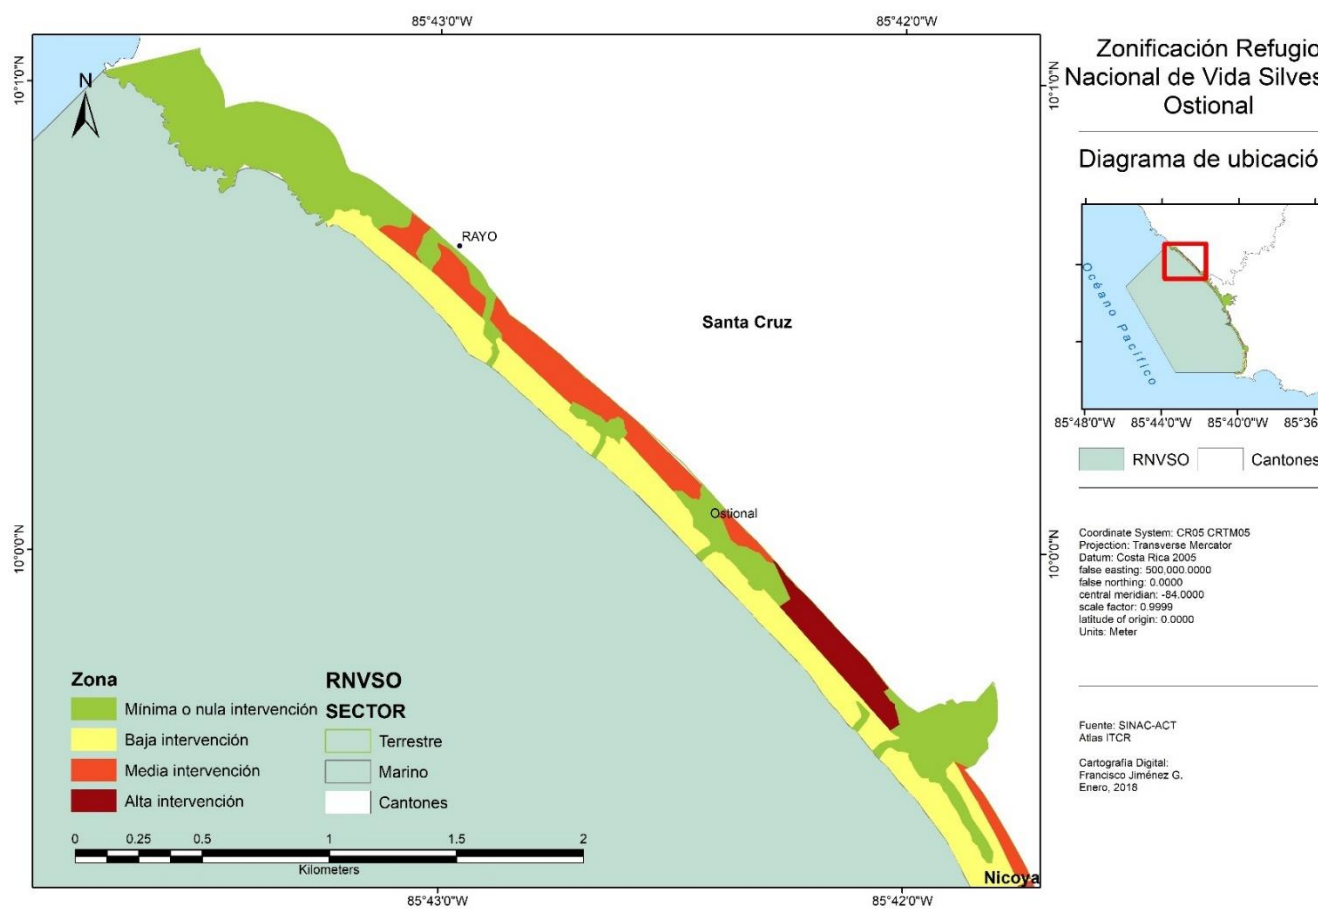 85°43'0"W
85°42'0"W
10°1'0"N
10°1'0"N
N
RAYO
Santa Cruz
Ostional
10°0'0"N
10°0'0"N
Zona
Mínima o nula intervención
Baja intervención
Media intervención
Alta intervención
RNVSO
SECTOR
Terrestre
Marino
Cantones
0 0.25 0.5 1 1.5 2
Kilometers
Nicoya
85°43'0"W
85°42'0"W
Zonificación Refugio
Nacional de Vida Silves
Ostional
Diagrama de ubicació
Océano Pacífico
85°48'0"W 85°44'0"W 85°40'0"W 85°36
RNVSO
Cantones
Coordinate System: CR05 CRTM05
Projection: Transverse Mercator
Datum: Costa Rica 2005
false easting: 500,000.0000
false northing: 0.0000
central meridian: -84.0000
scale factor: 0.9999
latitude of origin: 0.0000
Units: Meter
Fuente: SINAC-ACT
Atlas ITCR
Cartografía Digital:
Francisco Jiménez G.
Enero, 2018